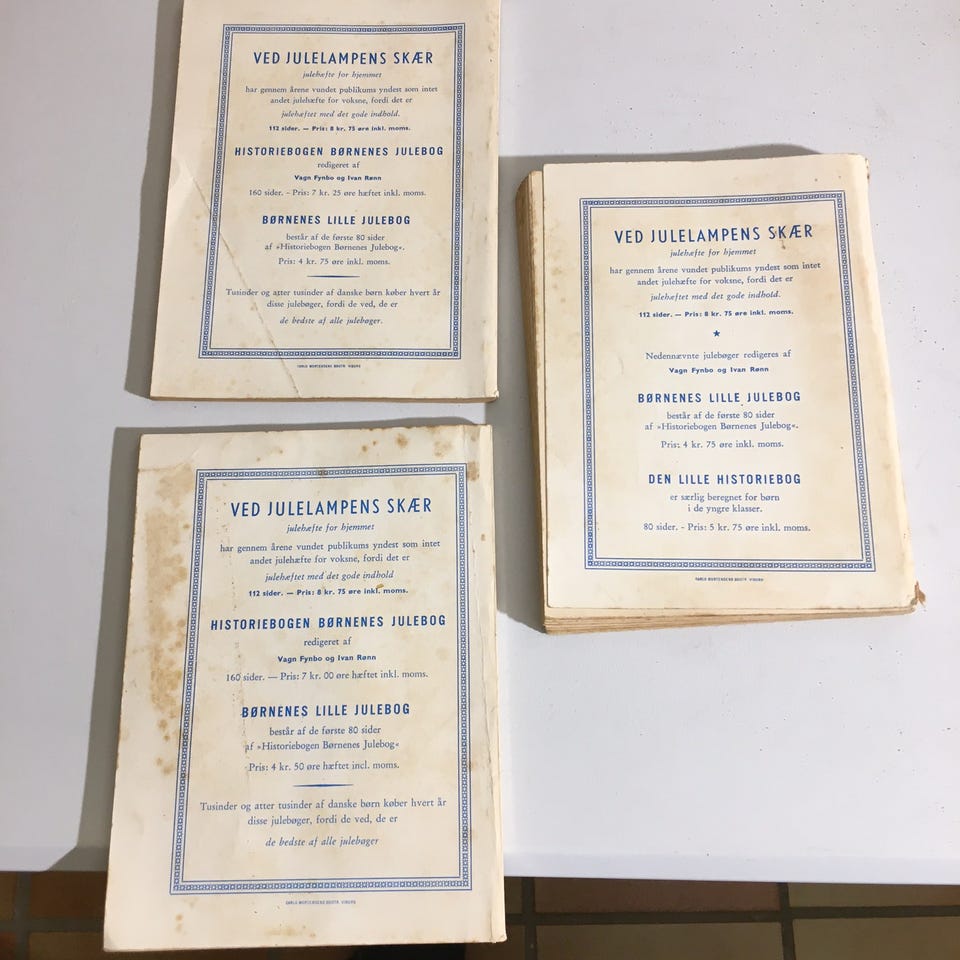 VED JULELAMPENS SKÆR
julehæfte for hjemmet
har gennem årene vundet publikums yndest som intet
andet julehæfte for voksne, fordi det er
julehæftet med det gode indhold.
112 sider. — Pris: 8 kr. 75 øre inkl. moms.
HISTORIEBOGEN BØRNENES JULEBOG
redigeret af
Vagn Fynbo og Ivan Rønn
160 sider. - Pris: 7 kr. 25 øre hæftet inkl. moms.
BØRNENES LILLE JULEBOG
består af de første 80 sider
af »Historiebogen Børnenes Julebog«.
Pris: 4 kr. 75 øre inkl. moms.
Tusinder og atter tusinder af danske børn køber hvert år
disse julebøger, fordi de ved, de er
de bedste af alle julebøger.
CARLO MORTENSENS BOGTR. VIBORG
VED JULELAMPENS SKÆR
julehæfte for hjemmet
har gennem årene vundet publikums yndest som intet
andet julehæfte for voksne, fordi det er
julehæftet med det gode indhold.
112 sider. — Pris: 8 kr. 75 øre inkl. moms.
Nedennævnte julebøger redigeres af
Vagn Fynbo og Ivan Rønn
BØRNENES LILLE JULEBOG
består af de første 80 sider
af »Historiebogen Børnenes Julebog«.
Pris: 4 kr. 75 øre inkl. moms.
DEN LILLE HISTORIEBOG
er særlig beregnet for børn
i de yngre klasser.
80 sider. - Pris: 5 kr. 75 øre inkl. moms.
CARLO MORTENSENS BOGTR. VIBORG
VED JULELAMPENS SKÆR
julehæfte for hjemmet
har gennem årene vundet publikums yndest som intet
andet julehæfte for voksne, fordi det er
julehæftet med det gode indhold
112 sider. — Pris: 8 kr. 75 øre inkl. moms.
HISTORIEBOGEN BØRNENES JULEBOG
redigeret af
Vagn Fynbo og Ivan Rønn
160 sider. — Pris: 7 kr. 00 øre hæftet inkl. moms.
BØRNENES LILLE JULEBOG
består af de første 80 sider
af »Historiebogen Børnenes Julebog«
Pris: 4 kr. 50 øre hæftet incl. moms.
Tusinder og atter tusinder af danske børn køber hvert år
disse julebøger, fordi de ved, de er
de bedste af alle julebøger
CARLO MORTENSENS BOGTR. VIBORG